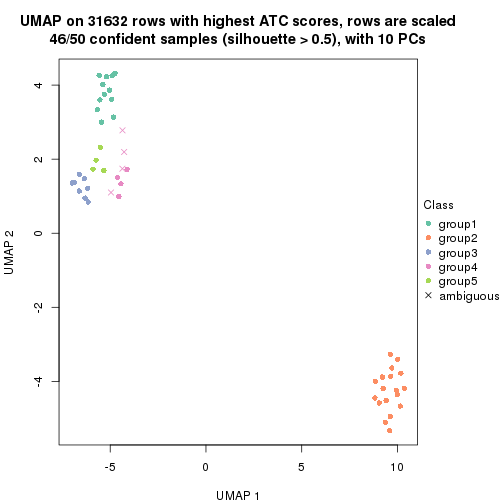 UMAP on 31632 rows with highest ATC scores, rows are scaled
46/50 confident samples (silhouette > 0.5), with 10 PCs
4
2
0
-2
-4
UMAP 2
-5
0
5
10
UMAP 1
Class
group1
group2
group3
group4
group5
ambiguous